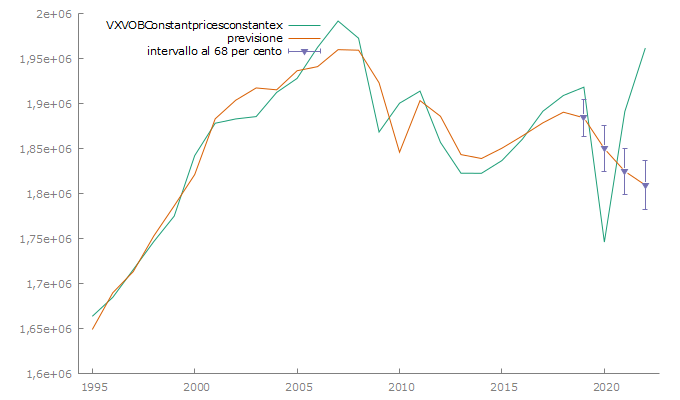 2e+06
VXVOBConstantpricesconstantex
previsione
intervallo al 68 per cento
1,95e+06
1,9e+06
1,85e+06
1,8e+06
1,75e+06
1,7e+06
1,65e+06
1,6e+06
1995 2000 2005 2010 2015 2020